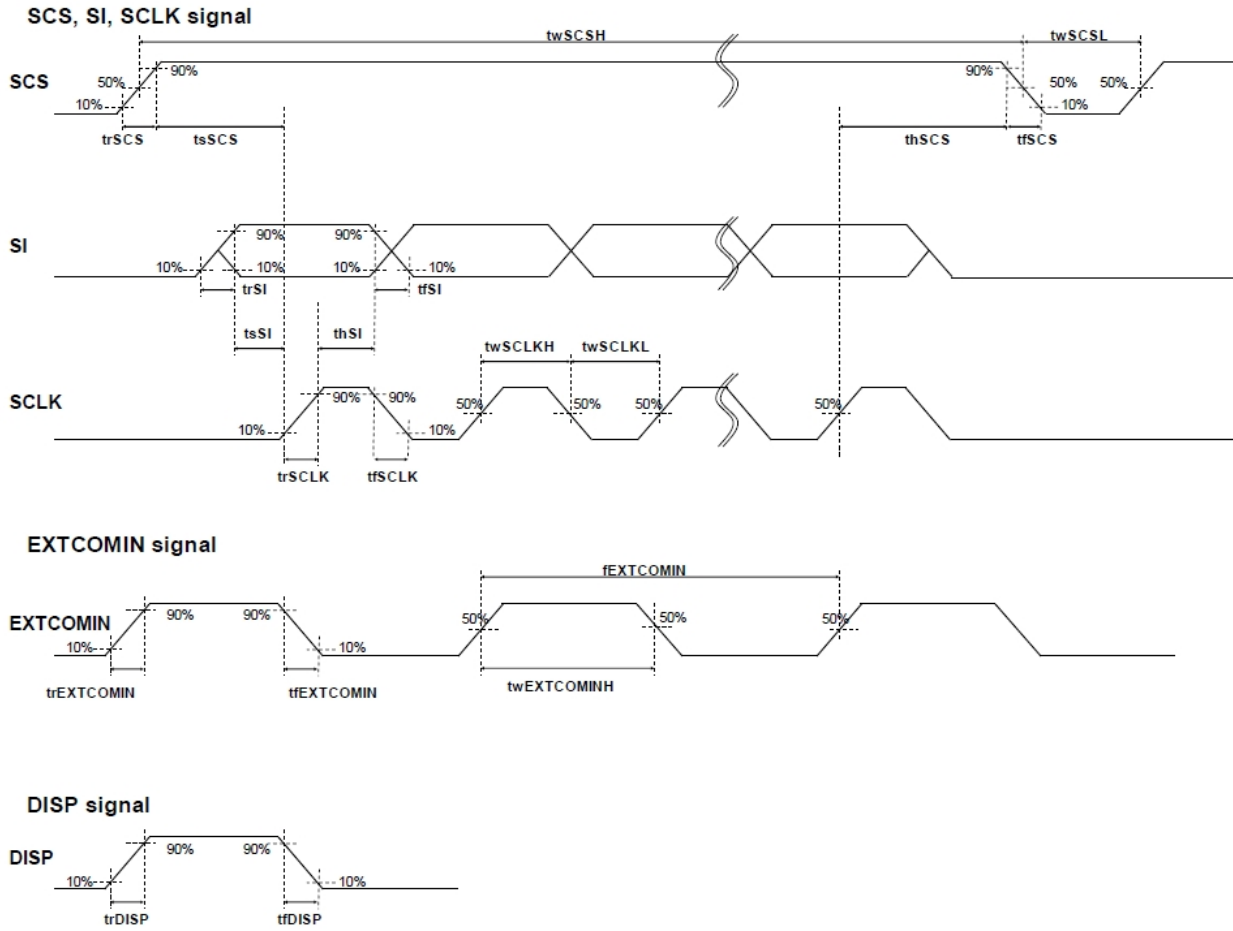 SCS, SI, SCLK signal
twSCSH
twSCSL
SCS
50%
90%
90%
50%
50%
10%
10%
trSCS
tsSCS
thSCS
tfSCS
SI
90%
90%
10%
10%
10%
10%
trSI
tfSI
tsSI
thSI
twSCLKH
twSCLKL
SCLK
90%
90%
50%
50%
50%
50%
10%
10%
trSCLK
tfSCLK
EXTCOMIN signal
fEXTCOMIN
EXTCOMIN
90%
90%
50%
50%
50%
10%
10%
trEXTCOMIN
tfEXTCOMIN
twEXTCOMINH
DISP signal
DISP
90%
90%
10%
10%
trDISP
tfDISP